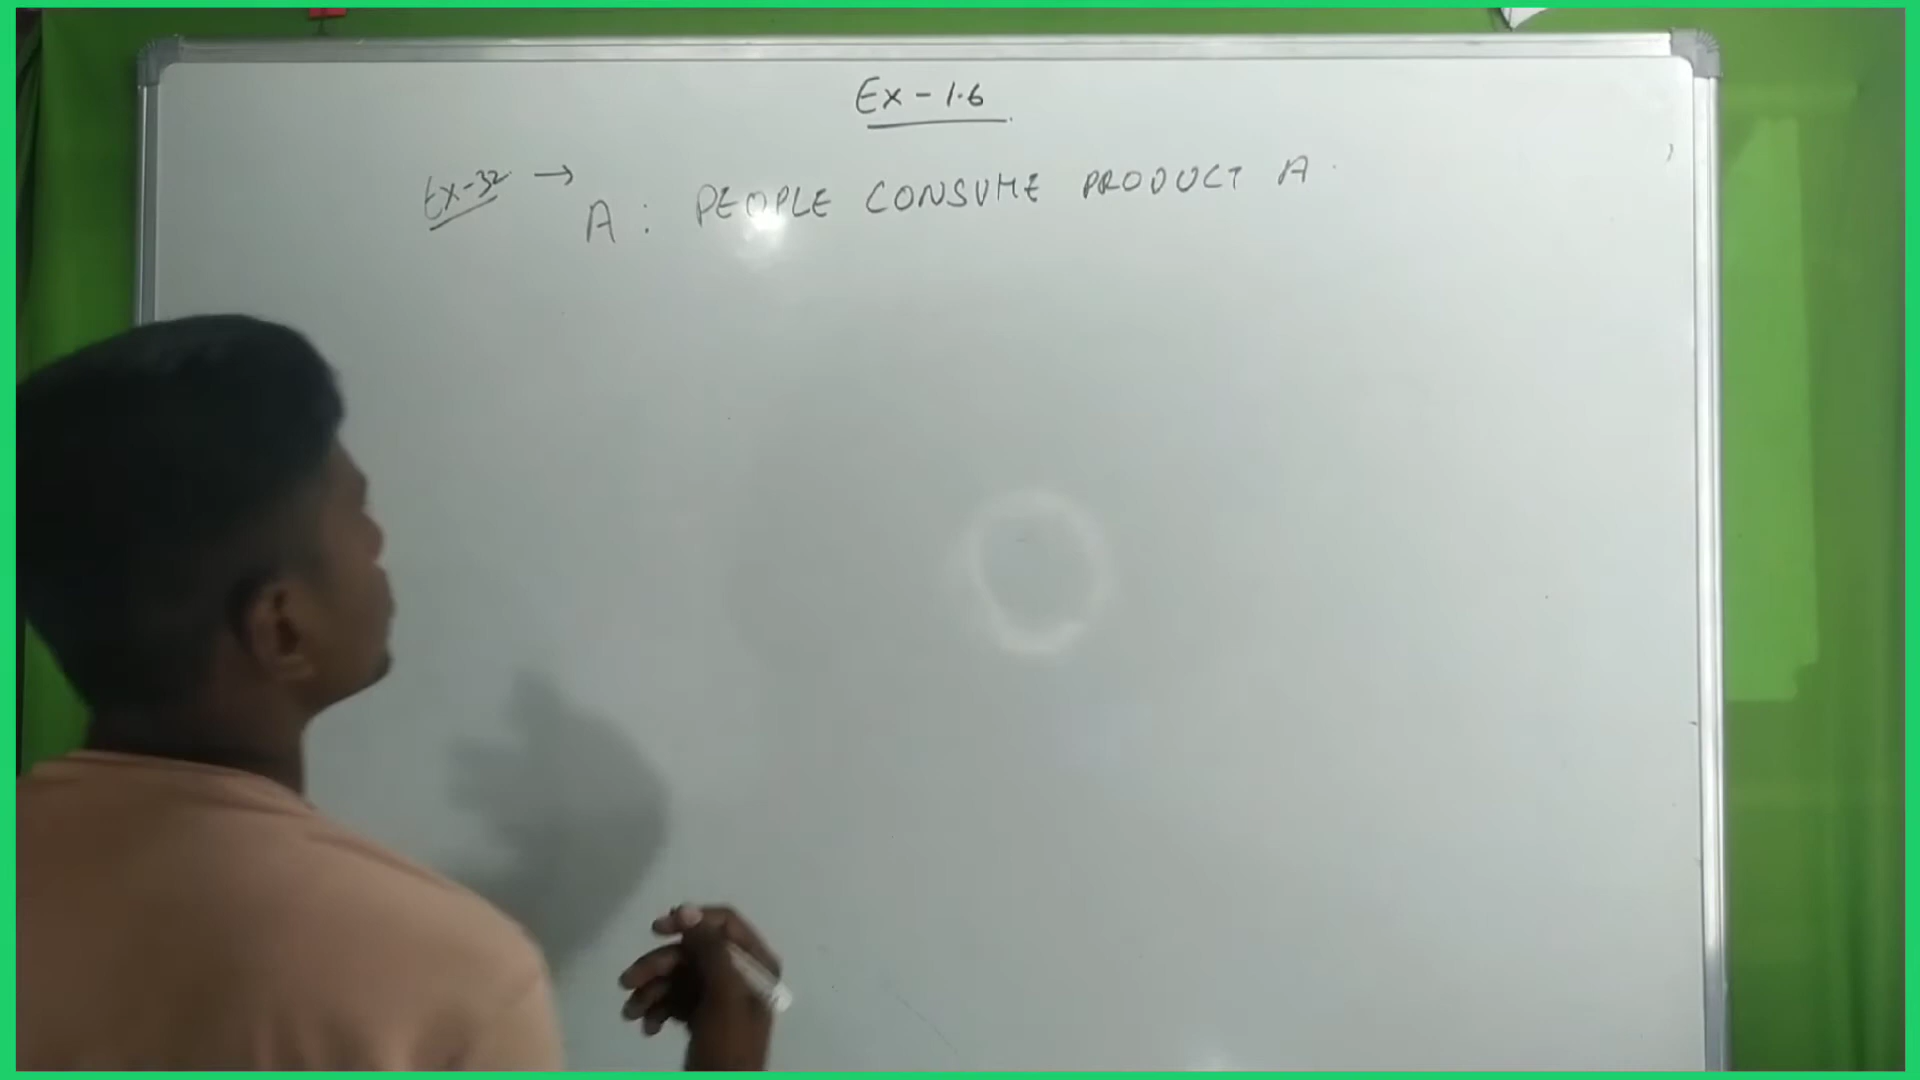 Ex - 1.6
Ex-32 →
A : PEOPLE CONSUME PRODUCT A.